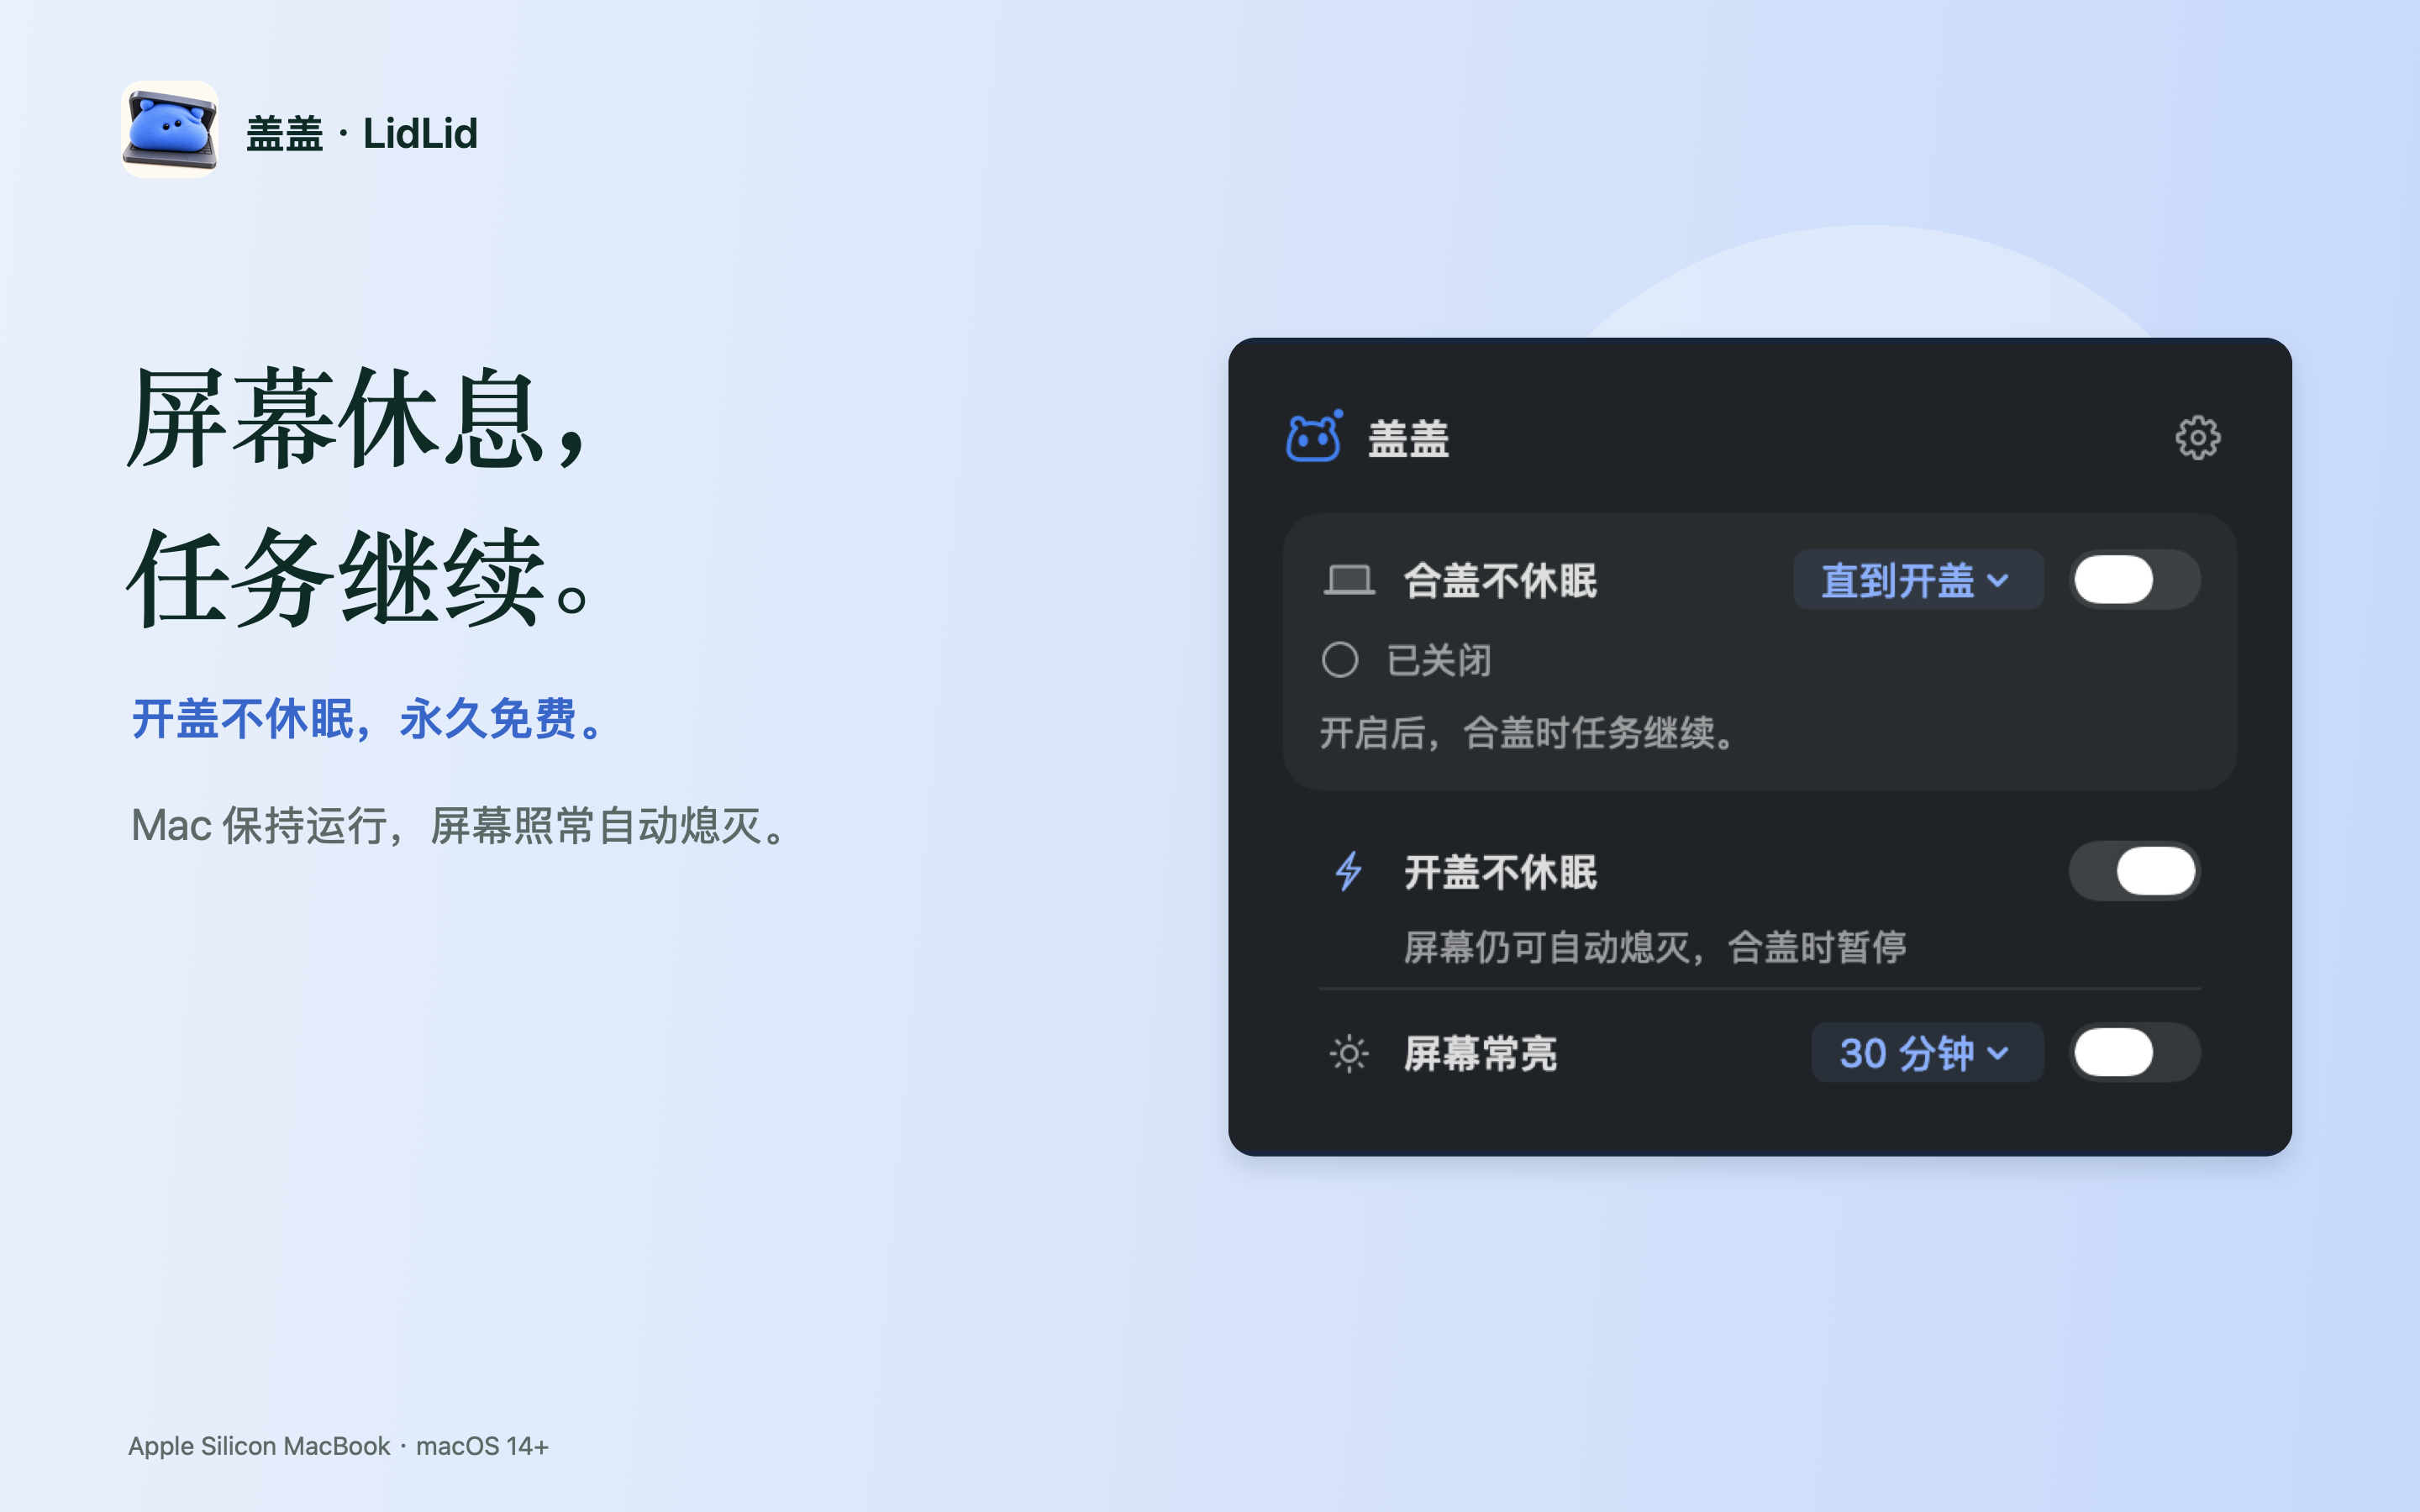 盖盖 · LidLid
屏幕休息，
任务继续。
开盖不休眠，永久免费。
Mac 保持运行，屏幕照常自动熄灭。
盖盖
合盖不休眠 直到开盖
已关闭
开启后，合盖时任务继续。
开盖不休眠
屏幕仍可自动熄灭，合盖时暂停
屏幕常亮 30 分钟
Apple Silicon MacBook · macOS 14+